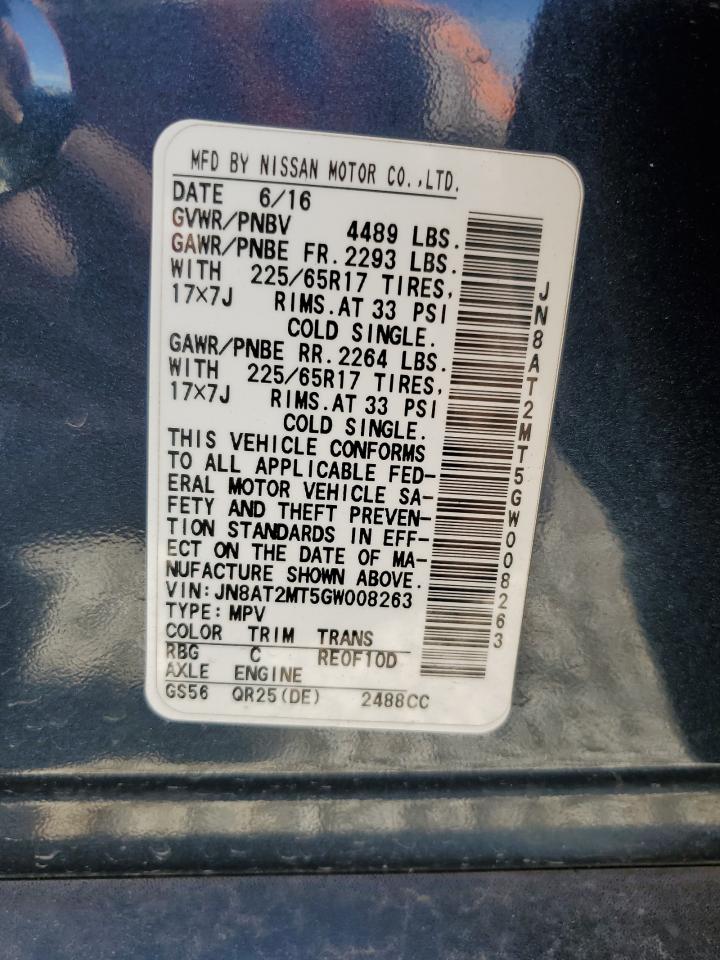 MFD BY NISSAN MOTOR CO.,LTD.
DATE 6/16
GVWR/PNBV 4489 LBS.
GAWR/PNBE FR. 2293 LBS.
WITH 225/65R17 TIRES,
17×7J RIMS. AT 33 PSI
COLD SINGLE.
GAWR/PNBE RR. 2264 LBS.
WITH 225/65R17 TIRES,
17×7J RIMS. AT 33 PSI
COLD SINGLE.
THIS VEHICLE CONFORMS
TO ALL APPLICABLE FED-
ERAL MOTOR VEHICLE SA-
FETY AND THEFT PREVEN-
TION STANDARDS IN EFF-
ECT ON THE DATE OF MA-
NUFACTURE SHOWN ABOVE.
VIN: JN8AT2MT5GW008263
TYPE: MPV
COLOR TRIM TRANS
RBG C RE0F10D
AXLE ENGINE
GS56 QR25(DE) 2488CC
JN8AT2MT5GW008263